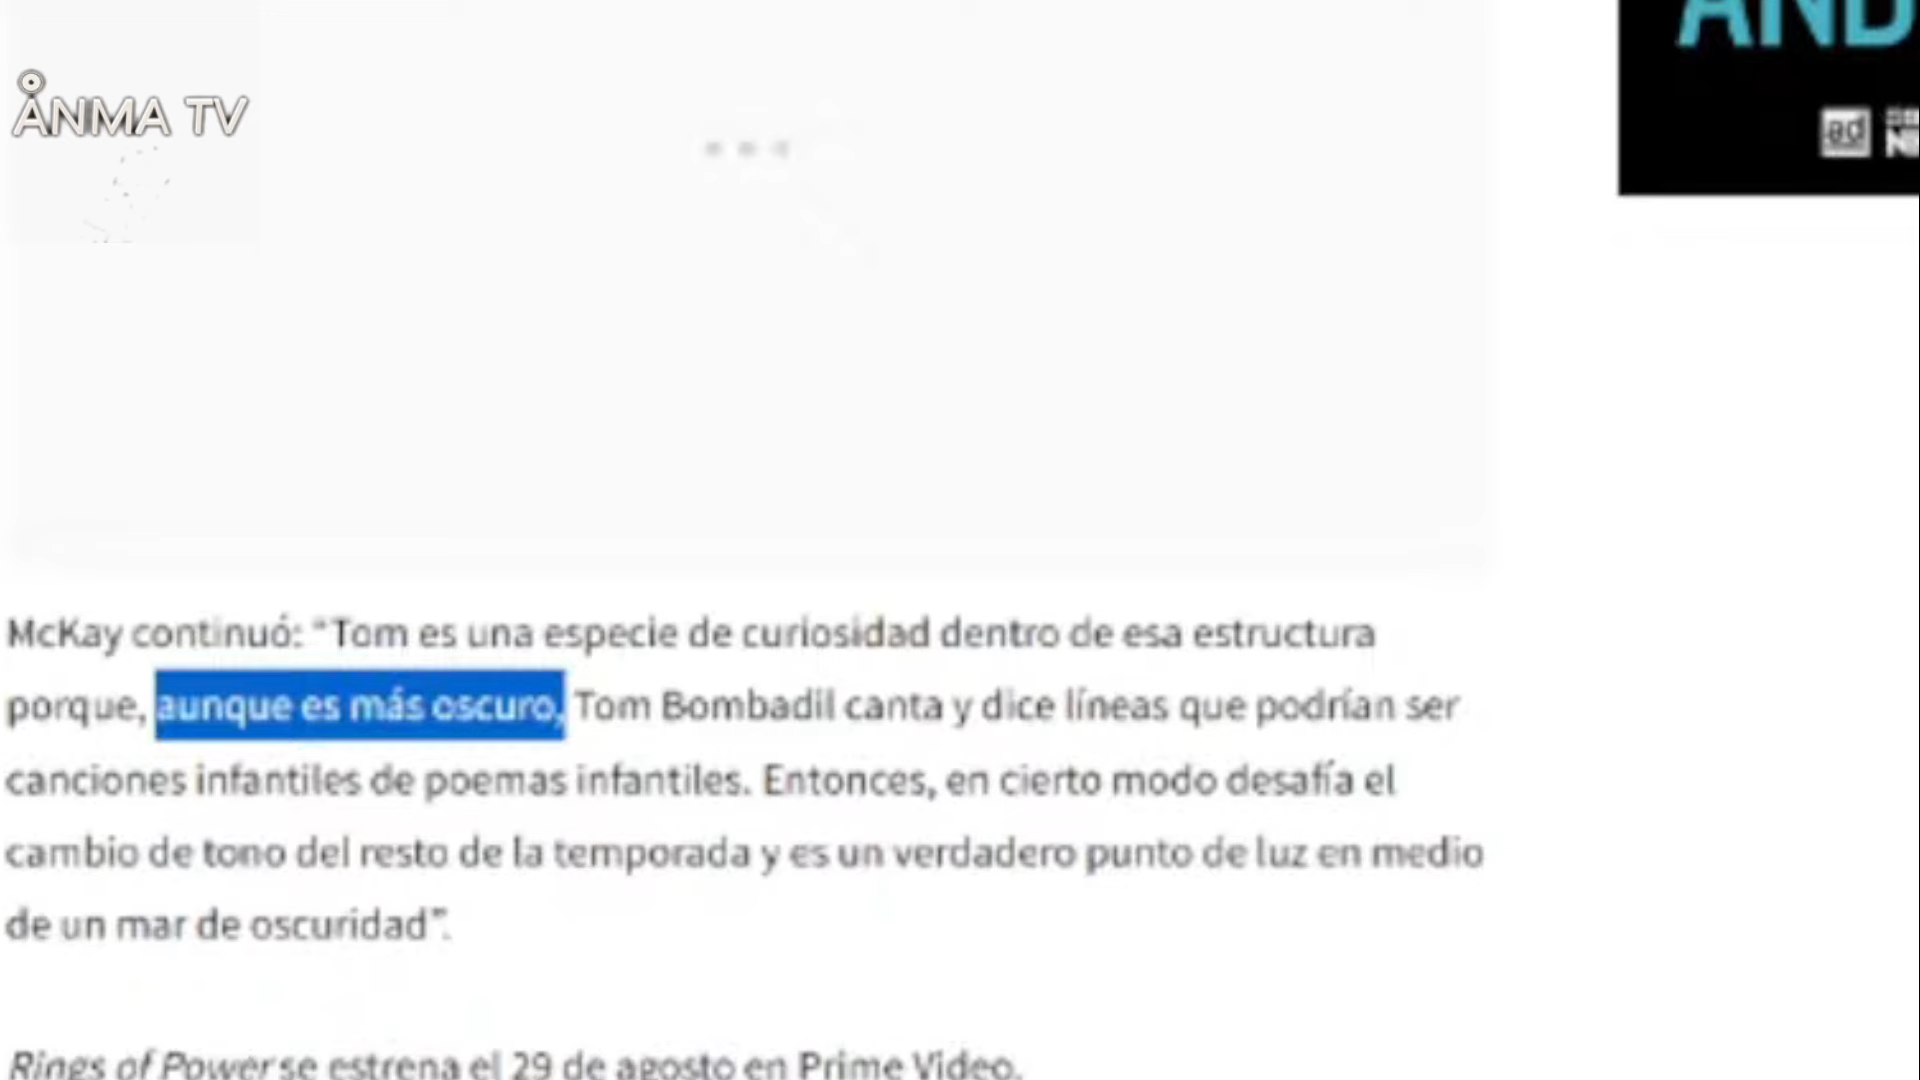 AND
ÅNMA TV
ad
McKay continuó: “Tom es una especie de curiosidad dentro de esa estructura
porque, aunque es más oscuro, Tom Bombadil canta y dice líneas que podrían ser
canciones infantiles de poemas infantiles. Entonces, en cierto modo desafía el
cambio de tono del resto de la temporada y es un verdadero punto de luz en medio
de un mar de oscuridad”.
Rings of Power se estrena el 29 de agosto en Prime Video.